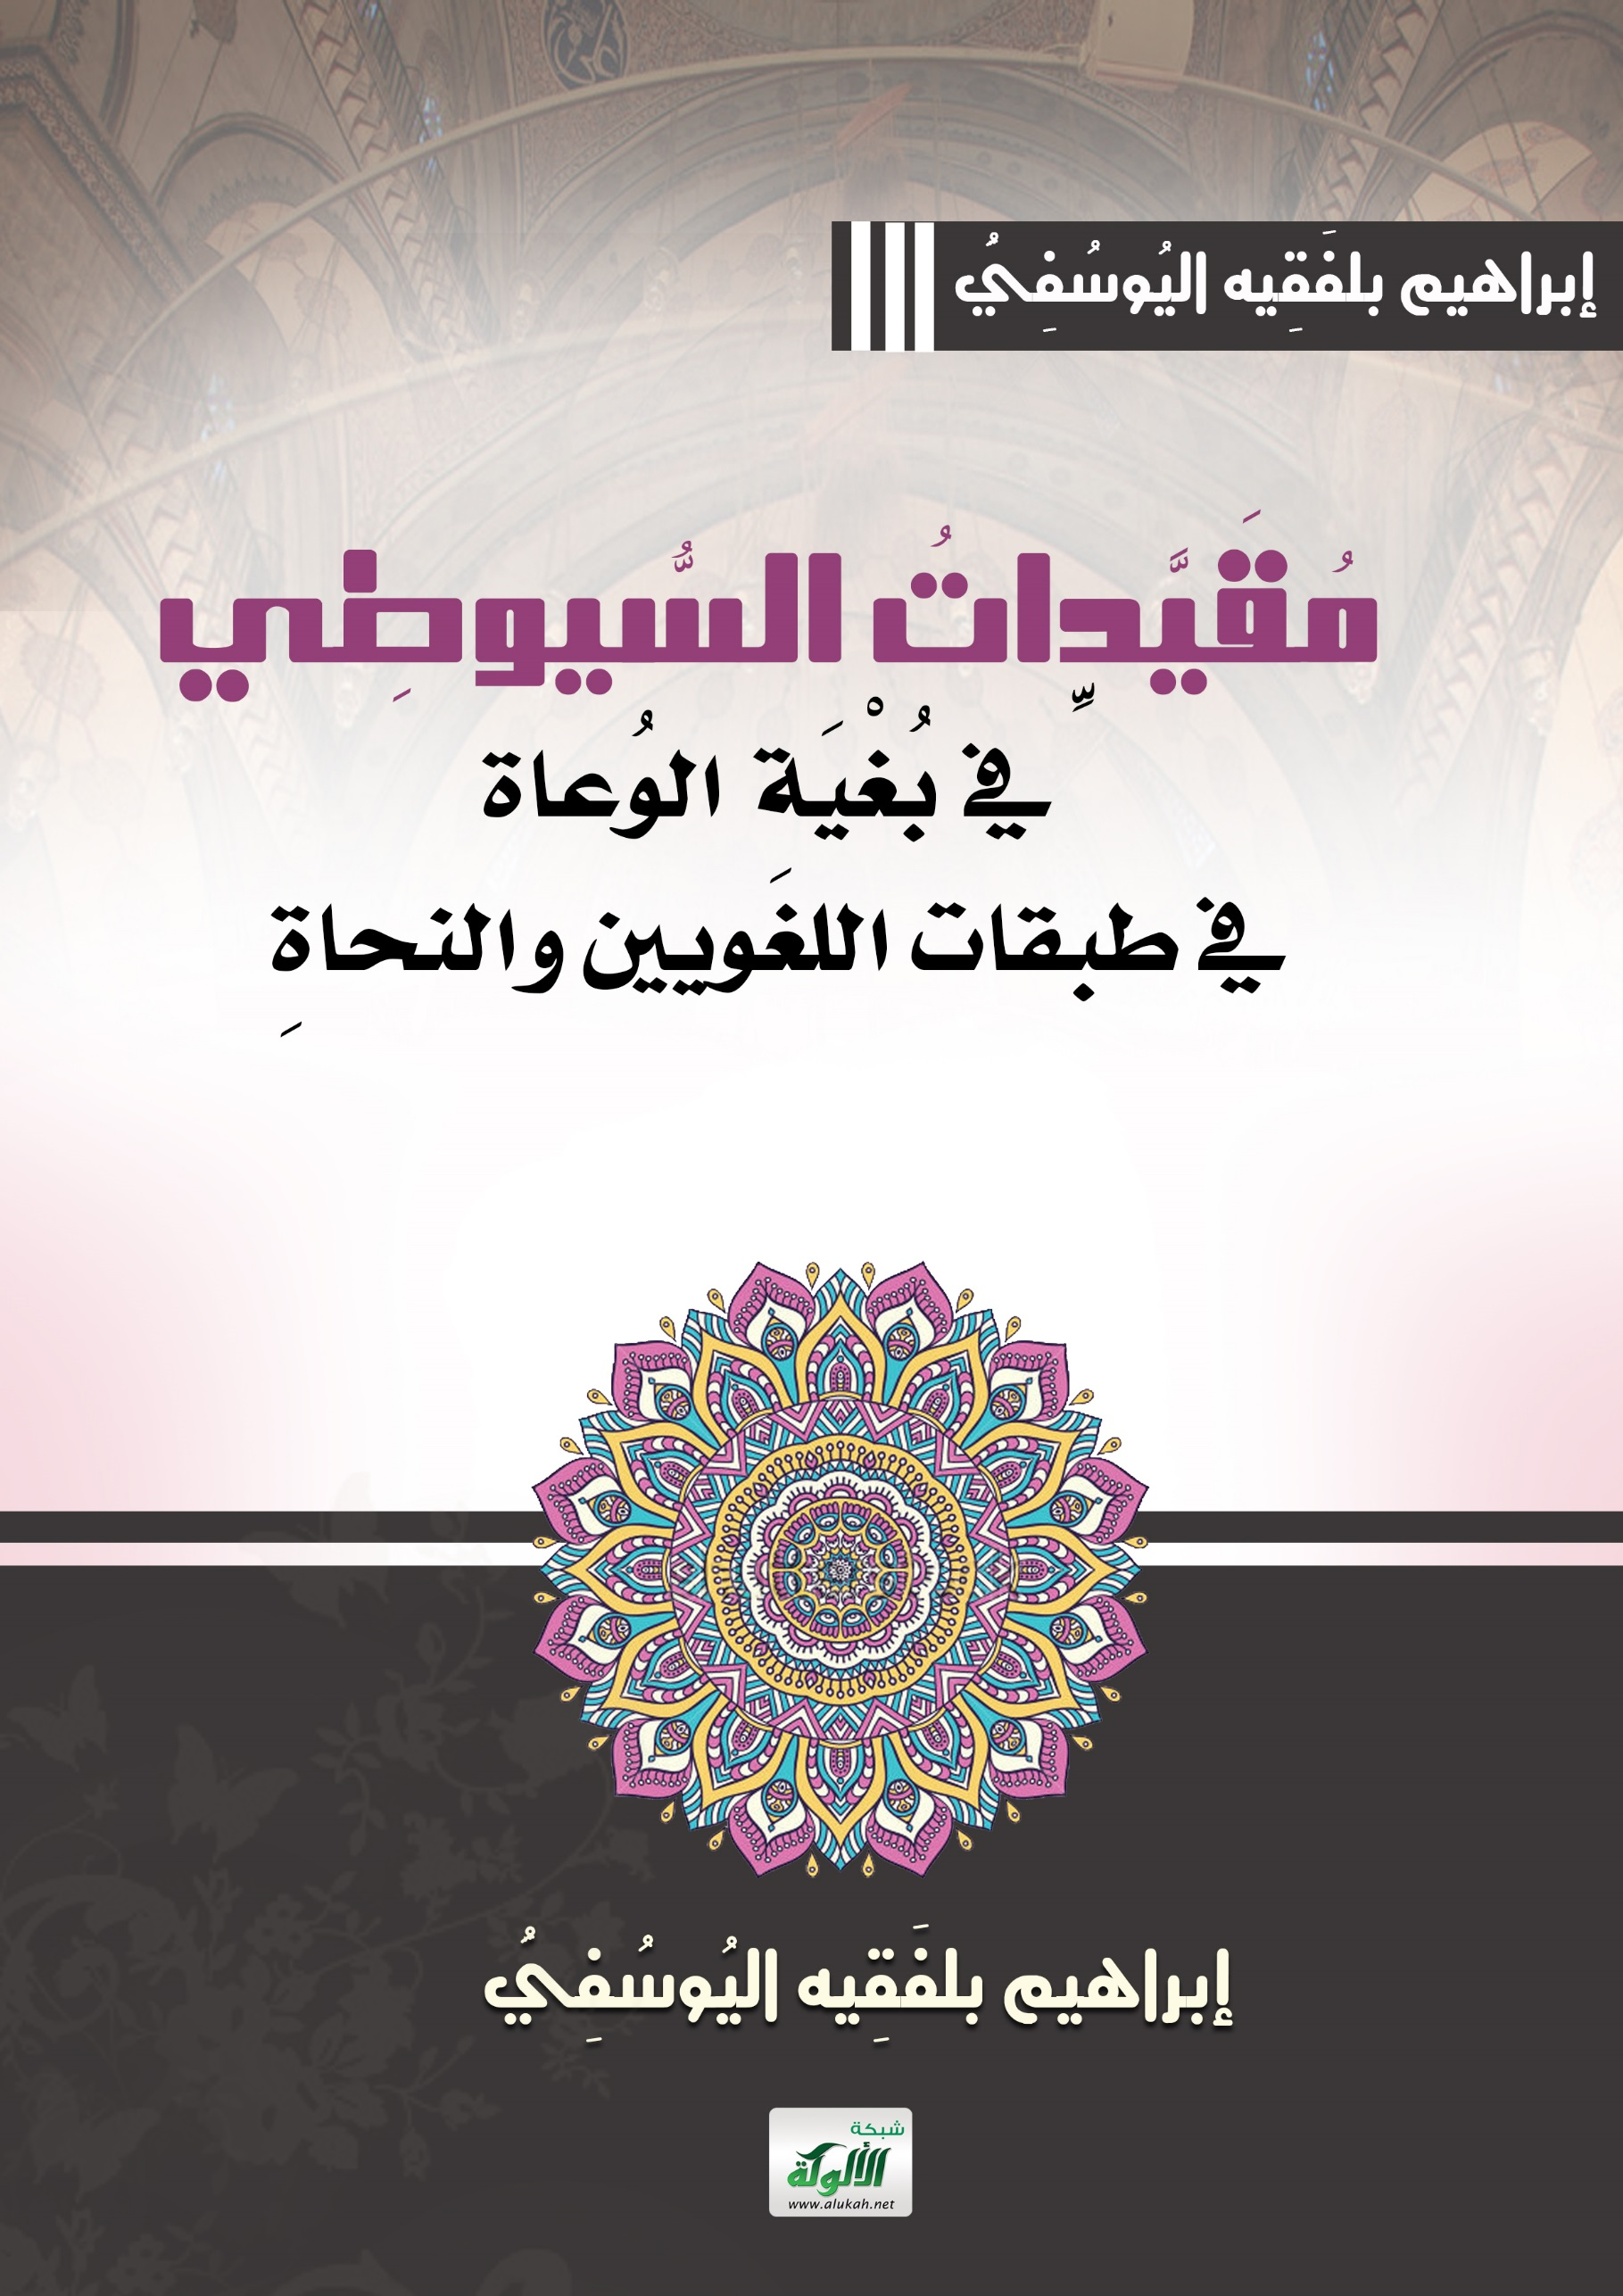 إبراهيم بلفَقِيه اليُوسُفِيُّ
مُقَيَّدَاتُ السُّيوطِي
في بُغْيَة الوُعاة
في طبقات اللغَويين والنحاةِ
إبراهيم بلفَقِيه اليُوسُفِيُّ
شبكة
الألوكة
www.alukah.net